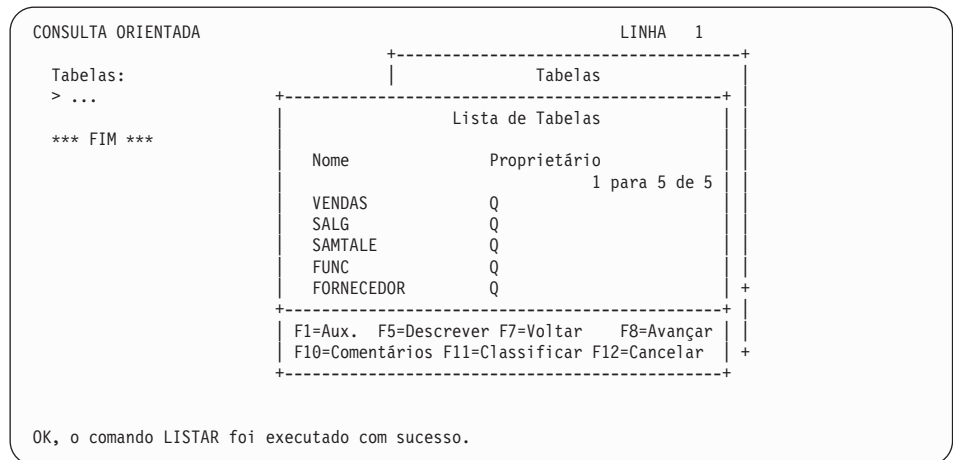 CONSULTA ORIENTADA LINHA 1
Tabelas: Tabelas
> ...
Lista de Tabelas
*** FIM ***
Nome Proprietário
1 para 5 de 5
VENDAS Q
SALG Q
SAMTALE Q
FUNC Q
FORNECEDOR Q
F1=Aux. F5=Descrever F7=Voltar F8=Avançar
F10=Comentários F11=Classificar F12=Cancelar
OK, o comando LISTAR foi executado com sucesso.